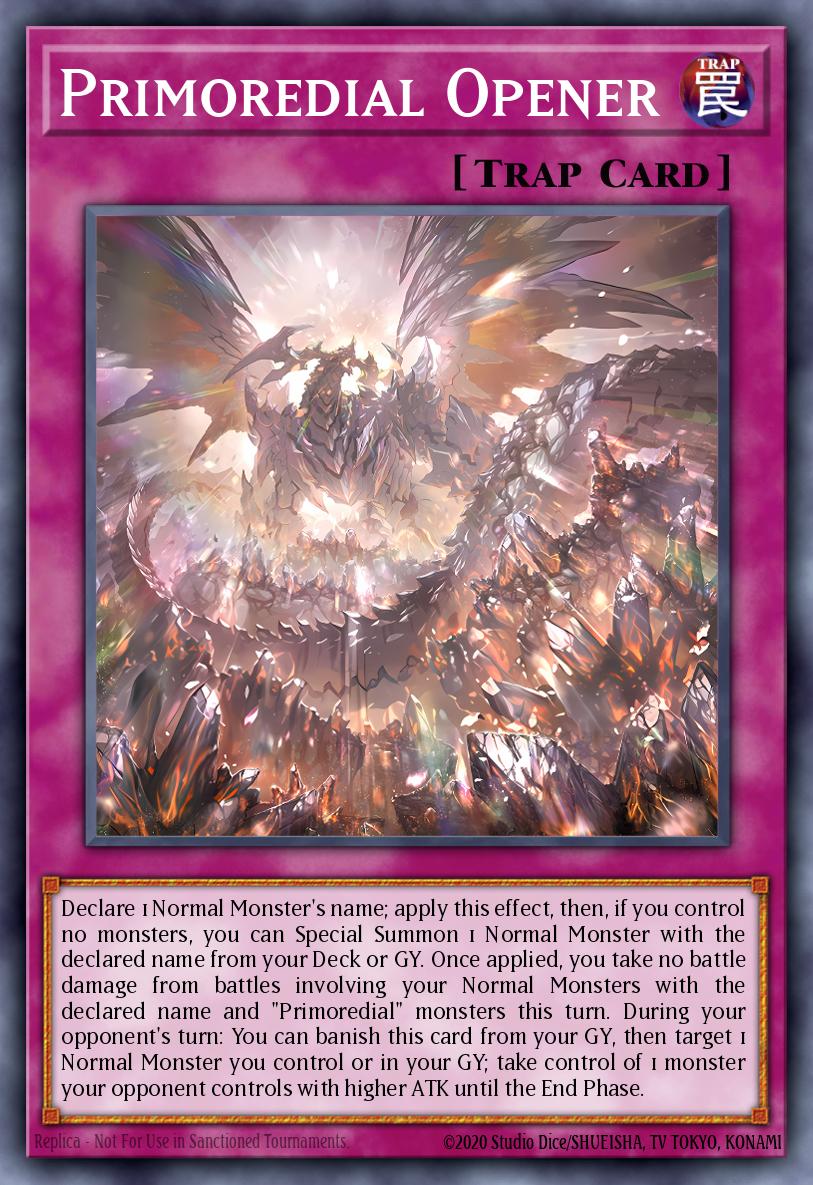 Primoredial Opener
TRAP
罠
[Trap Card]
Declare 1 Normal Monster's name; apply this effect, then, if you control
no monsters, you can Special Summon 1 Normal Monster with the
declared name from your Deck or GY. Once applied, you take no battle
damage from battles involving your Normal Monsters with the
declared name and "Primoredial" monsters this turn. During your
opponent's turn: You can banish this card from your GY, then target 1
Normal Monster you control or in your GY; take control of 1 monster
your opponent controls with higher ATK until the End Phase.
Replica - Not For Use in Sanctioned Tournaments.
©2020 Studio Dice/SHUEISHA, TV TOKYO, KONAMI